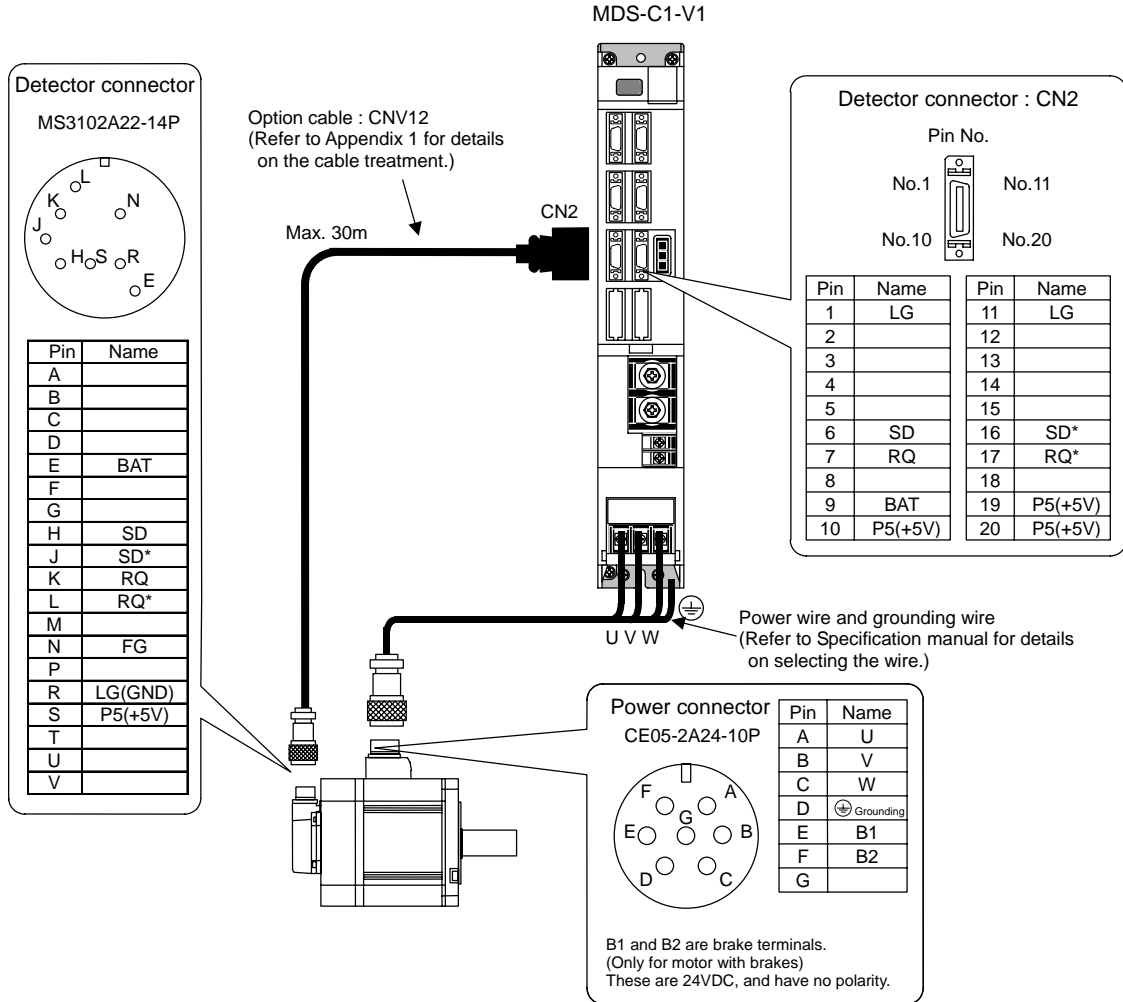 MDS-C1-V1
Detector connector
MS3102A22-14P
L
K
N
J
H
S
R
E
Pin Name
A
B
C
D
E BAT
F
G
H SD
J SD*
K RQ
L RQ*
M
N FG
P
R LG(GND)
S P5(+5V)
T
U
V
Option cable : CNV12
(Refer to Appendix 1 for details
on the cable treatment.)
Max. 30m
CN2
Detector connector : CN2
Pin No.
No.1 No.11
No.10 No.20
Pin Name Pin Name
1 LG 11 LG
2 12
3 13
4 14
5 15
6 SD 16 SD*
7 RQ 17 RQ*
8 18
9 BAT 19 P5(+5V)
10 P5(+5V) 20 P5(+5V)
U V W
Power wire and grounding wire
(Refer to Specification manual for details
on selecting the wire.)
Power connector
CE05-2A24-10P
F
A
G
E
B
D
C
Pin Name
A U
B V
C W
D Grounding
E B1
F B2
G
B1 and B2 are brake terminals.
(Only for motor with brakes)
These are 24VDC, and have no polarity.